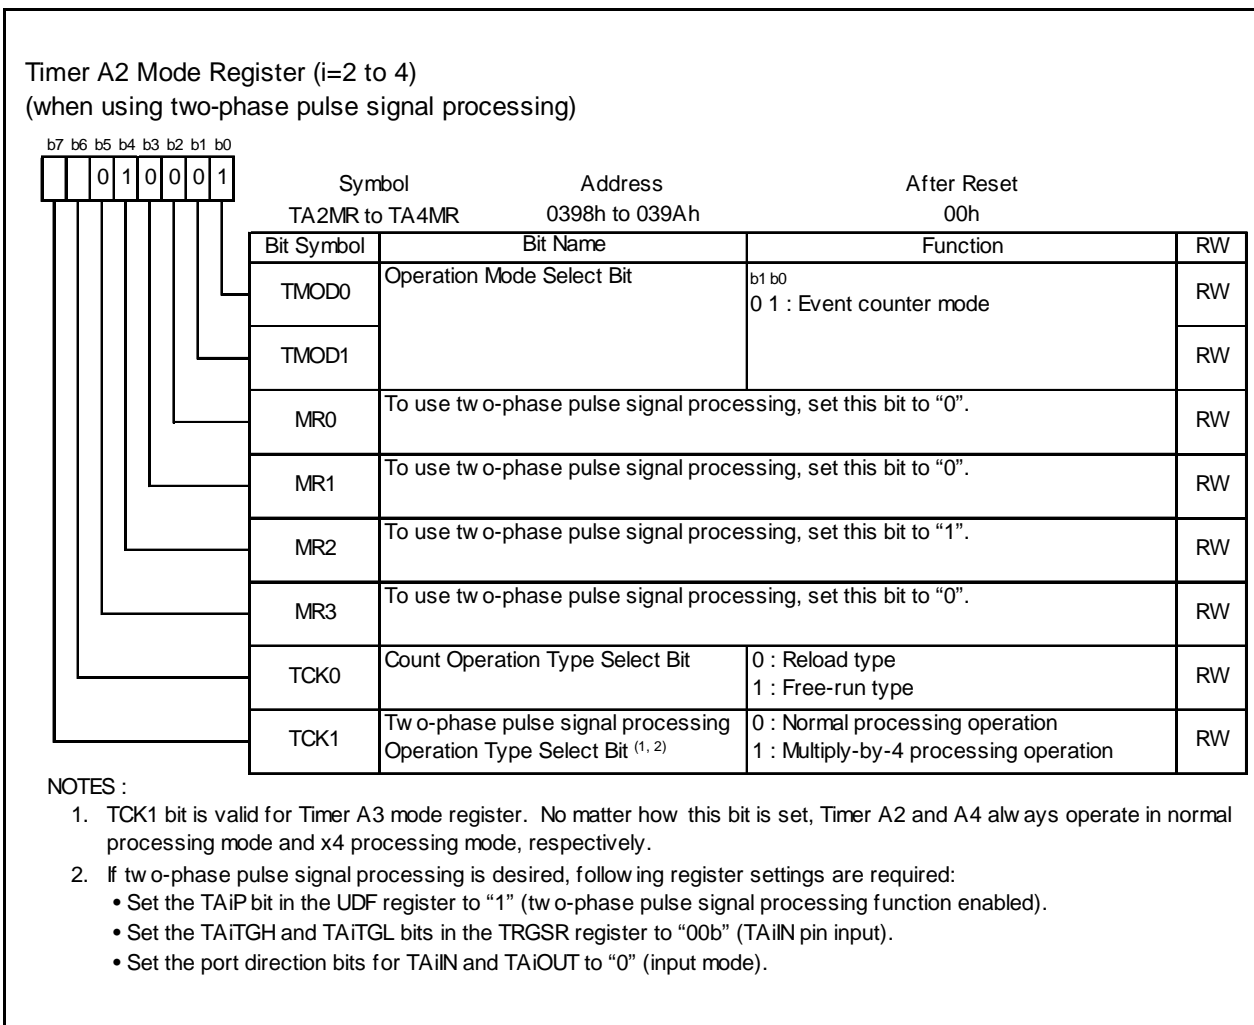 Timer A2 Mode Register (i=2 to 4)
(when using two-phase pulse signal processing)
b7 b6 b5 b4 b3 b2 b1 b0
0 1 0 0 0 1
Symbol Address After Reset
TA2MR to TA4MR 0398h to 039Ah 00h
Bit Symbol Bit Name Function RW
TMOD0 Operation Mode Select Bit b1 b0
0 1 : Event counter mode RW
TMOD1 RW
MR0 To use two-phase pulse signal processing, set this bit to “0”. RW
MR1 To use two-phase pulse signal processing, set this bit to “0”. RW
MR2 To use two-phase pulse signal processing, set this bit to “1”. RW
MR3 To use two-phase pulse signal processing, set this bit to “0”. RW
TCK0 Count Operation Type Select Bit 0 : Reload type
1 : Free-run type RW
TCK1 Two-phase pulse signal processing 0 : Normal processing operation
Operation Type Select Bit (1, 2) 1 : Multiply-by-4 processing operation RW
NOTES :
1. TCK1 bit is valid for Timer A3 mode register. No matter how this bit is set, Timer A2 and A4 always operate in normal
processing mode and x4 processing mode, respectively.
2. If two-phase pulse signal processing is desired, following register settings are required:
• Set the TAiP bit in the UDF register to “1” (two-phase pulse signal processing function enabled).
• Set the TAiTGH and TAiTGL bits in the TRGSR register to “00b” (TAiIN pin input).
• Set the port direction bits for TAiIN and TAiOUT to “0” (input mode).